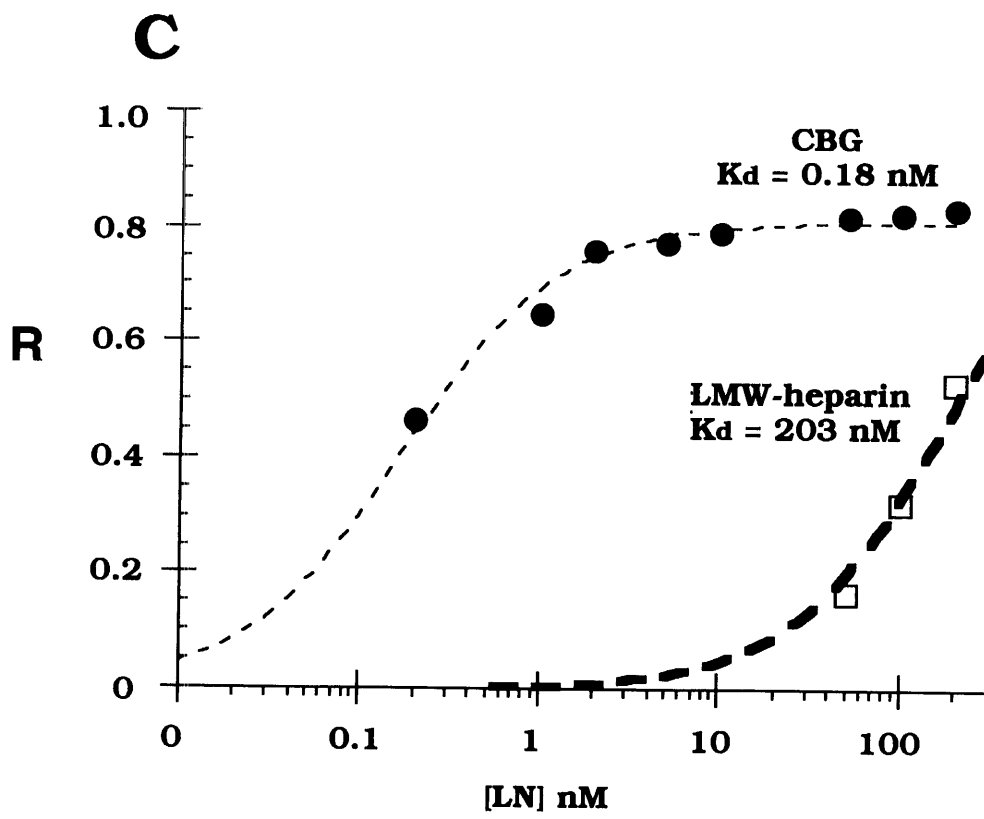 C
1.0
CBG
Kd = 0.18 nM
0.8
R
0.6
LMW-heparin
Kd = 203 nM
0.4
0.2
0
0 0.1 1 10 100
[LN] nM